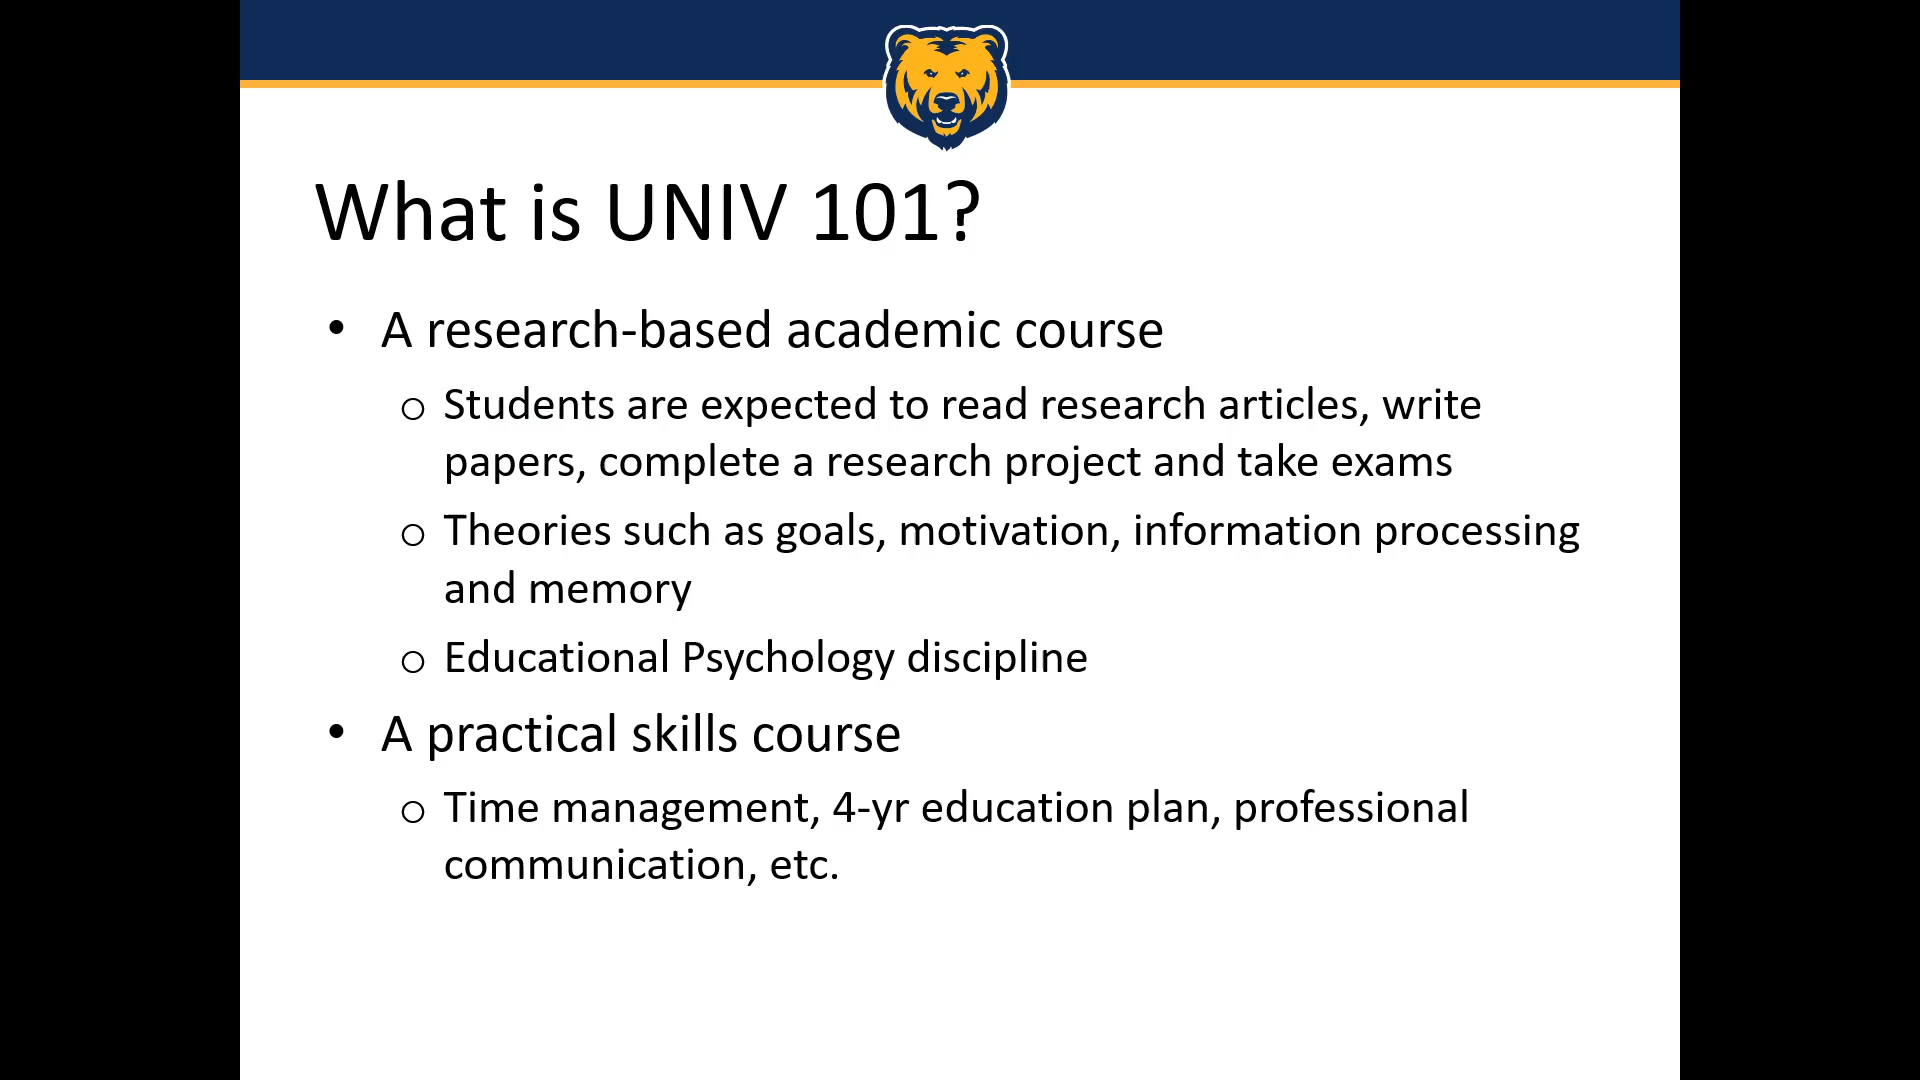 What is UNIV 101?
• A research-based academic course
o Students are expected to read research articles, write
papers, complete a research project and take exams
o Theories such as goals, motivation, information processing
and memory
o Educational Psychology discipline
• A practical skills course
o Time management, 4-yr education plan, professional
communication, etc.